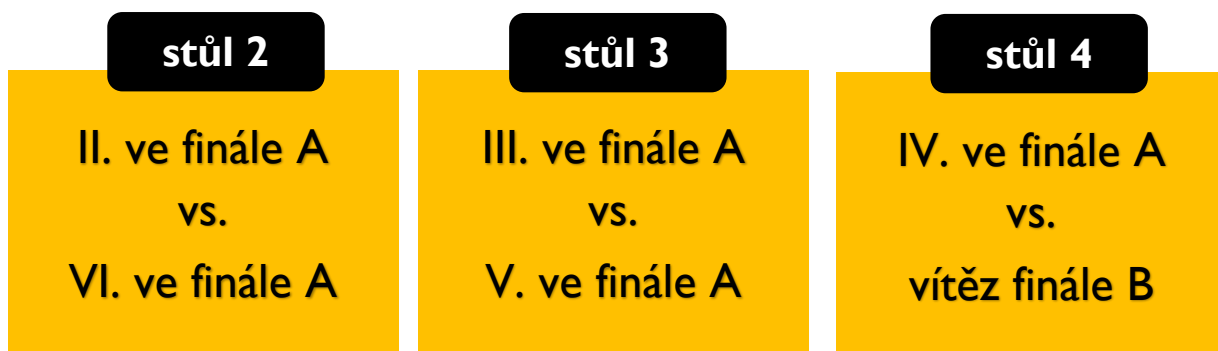 stůl 2
II. ve finále A
vs.
VI. ve finále A
stůl 3
III. ve finále A
vs.
V. ve finále A
stůl 4
IV. ve finále A
vs.
vítěz finále B